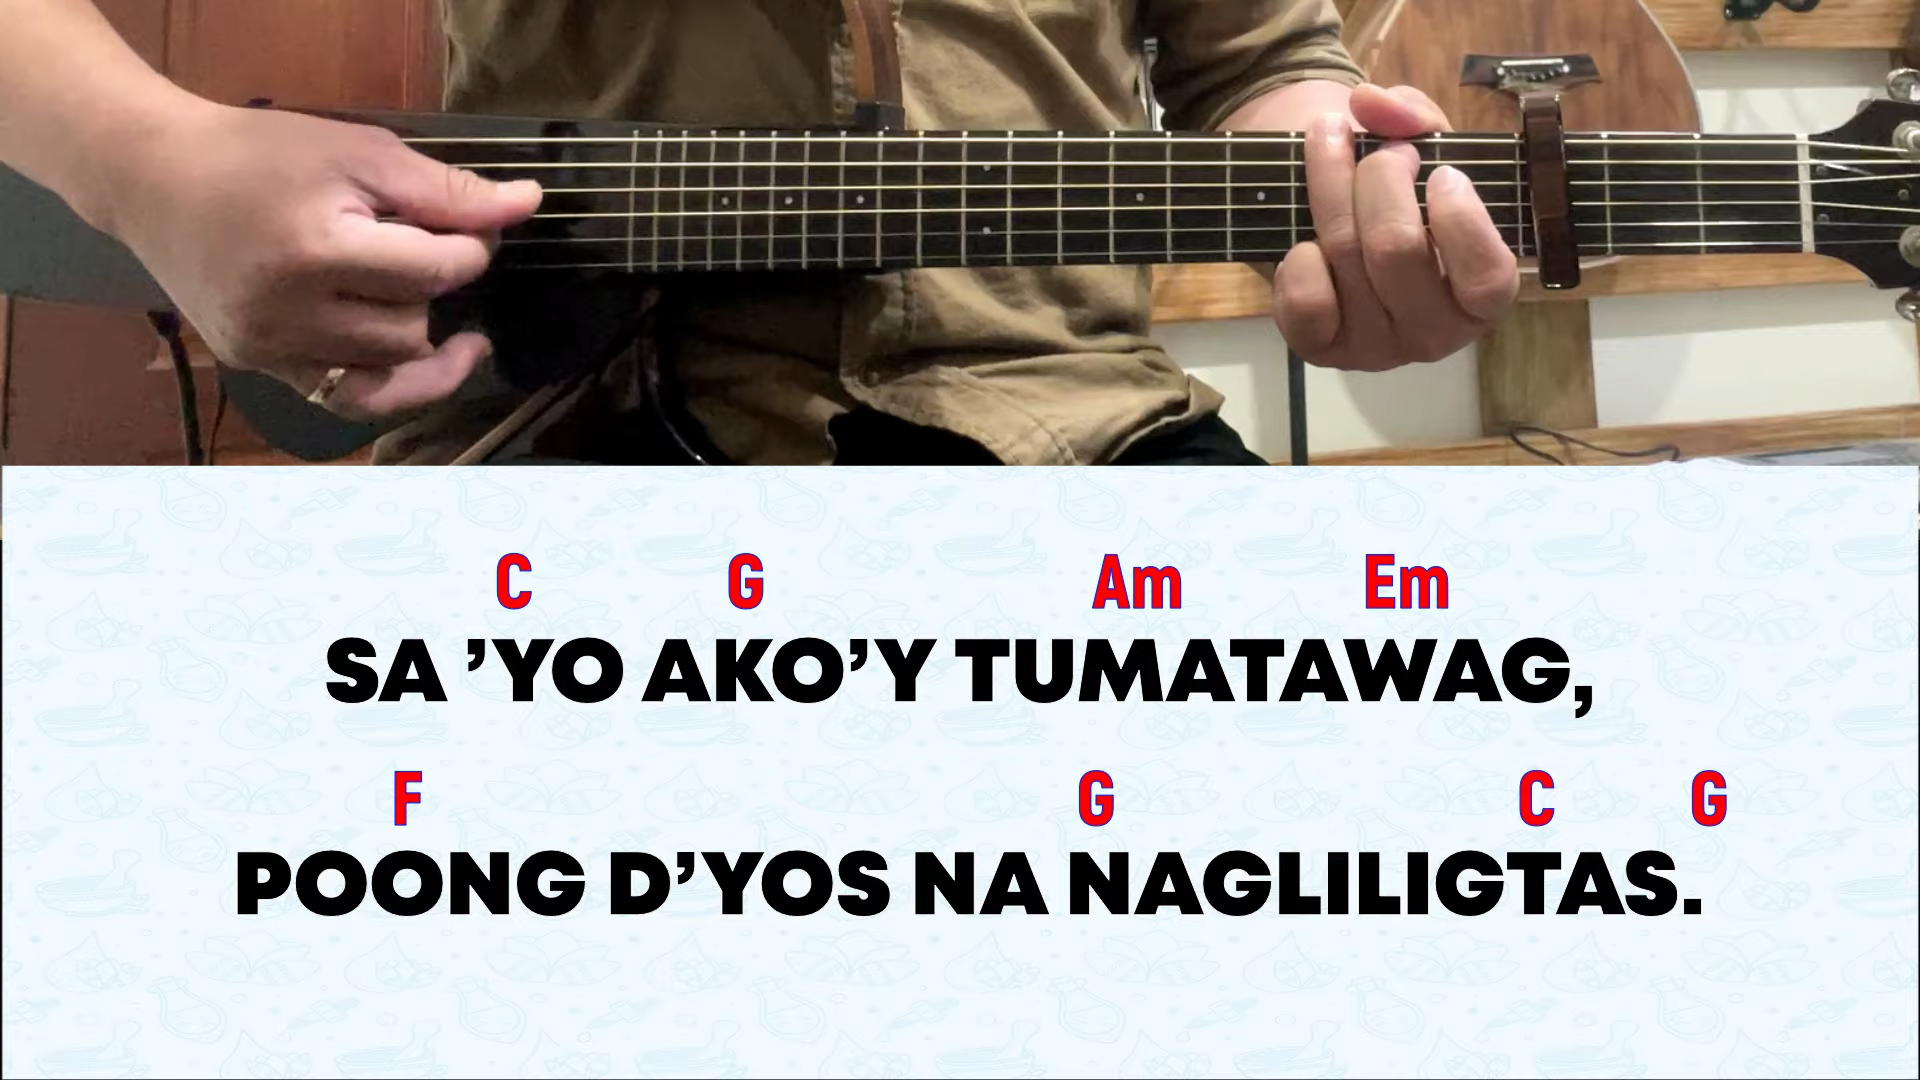 C G Am Em
SA ’YO AKO’Y TUMATAWAG,
F G C G
POONG D’YOS NA NAGLILIGTAS.